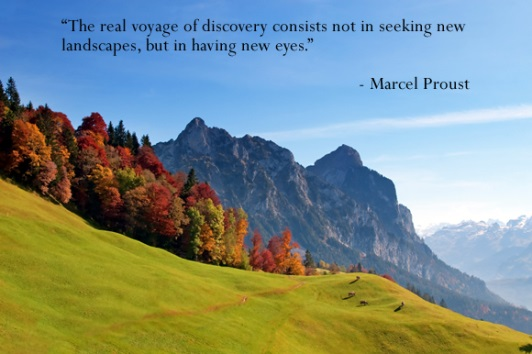 “The real voyage of discovery consists not in seeking new
landscapes, but in having new eyes.”
- Marcel Proust